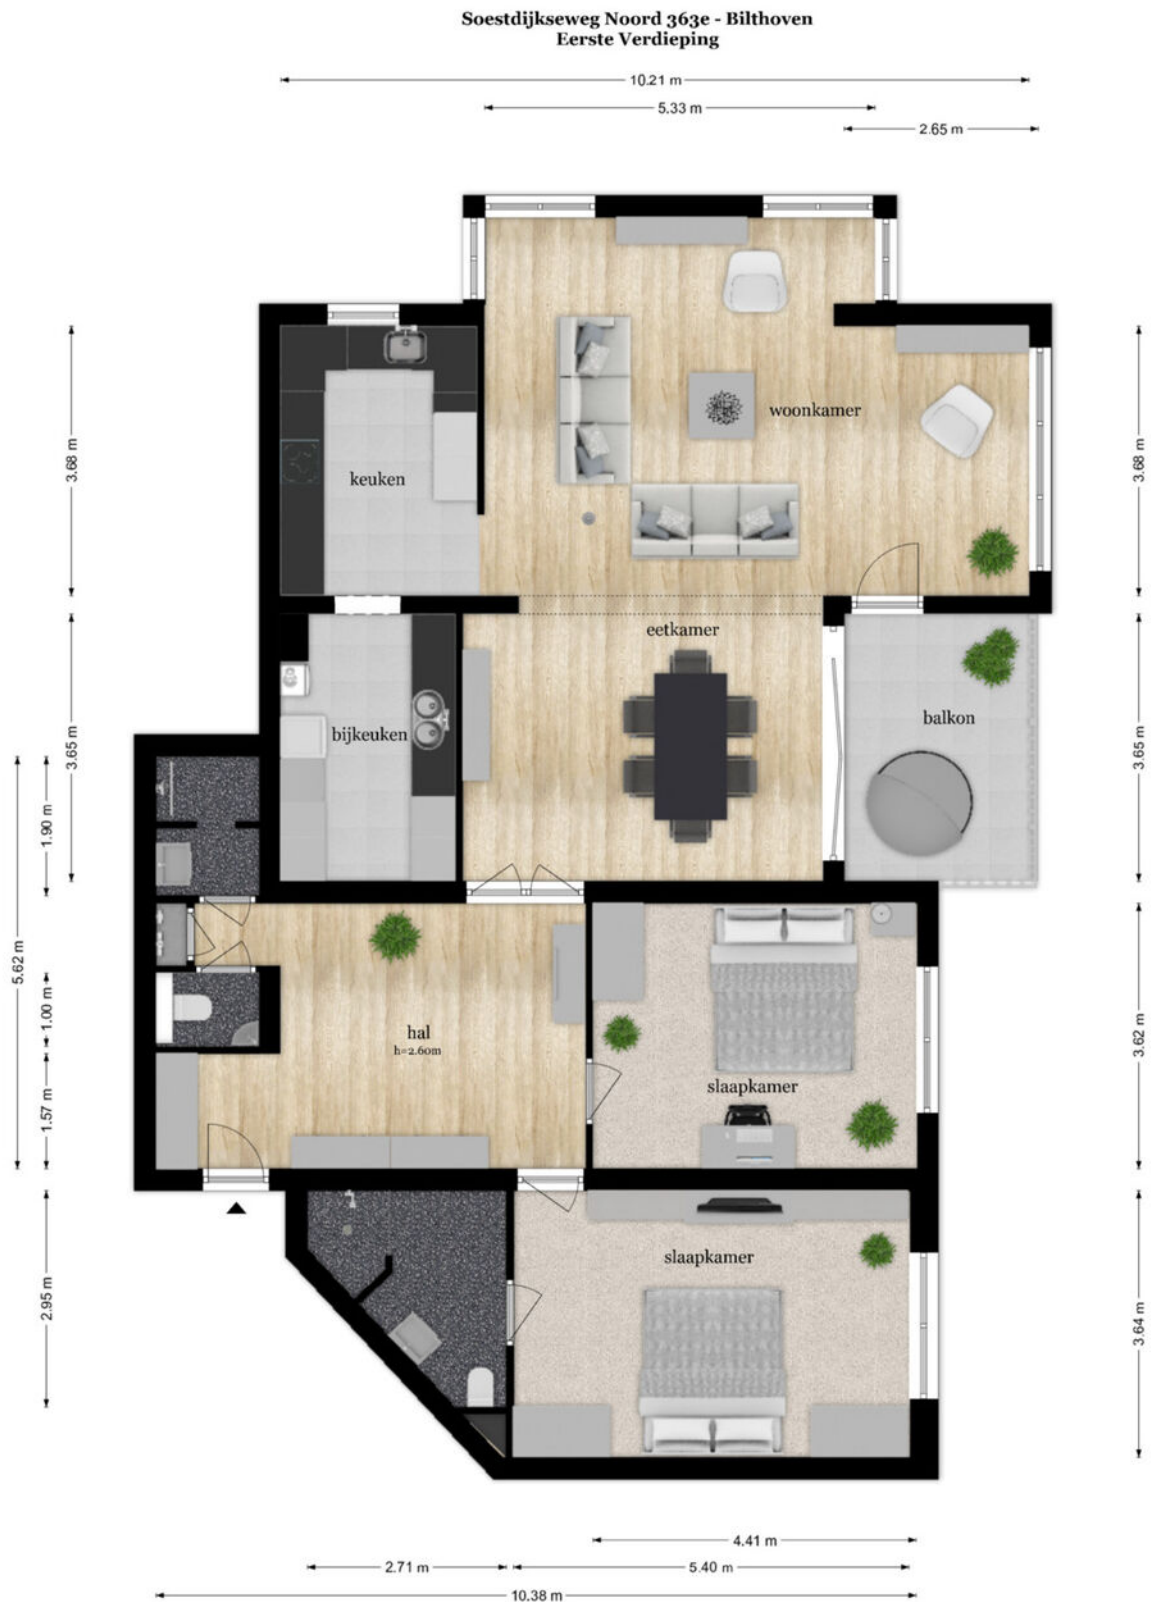 Soestdijkseweg Noord 363e - Bilthoven
Eerste Verdieping
10.21 m
5.33 m
2.65 m
3.68 m
3.68 m
woonkamer
keuken
eetkamer
3.65 m
3.65 m
bijkeuken
balkon
1.90 m
5.62 m
1.00 m
hal
h=2.60m
3.62 m
slaapkamer
1.57 m
slaapkamer
2.95 m
3.64 m
4.41 m
2.71 m
5.40 m
10.38 m